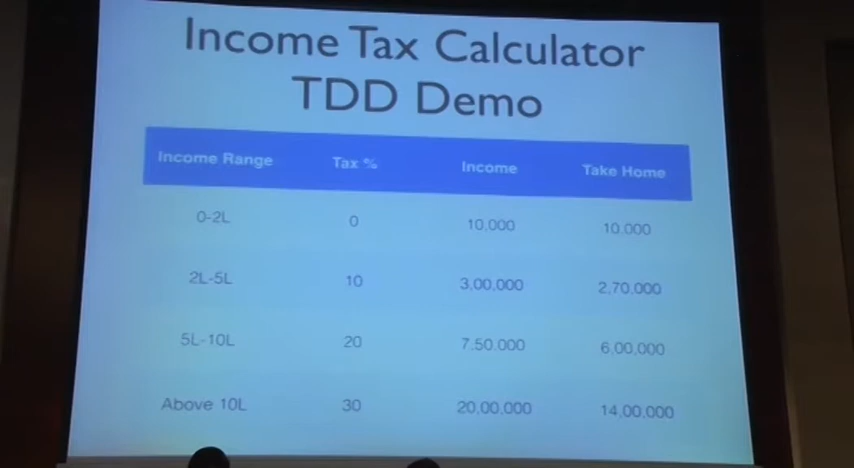 Income Tax Calculator
TDD Demo
Income Range Tax % Income Take Home
0-2L 0 10,000 10,000
2L-5L 10 3,00,000 2,70,000
5L-10L 20 7,50,000 6,00,000
Above 10L 30 20,00,000 14,00,000